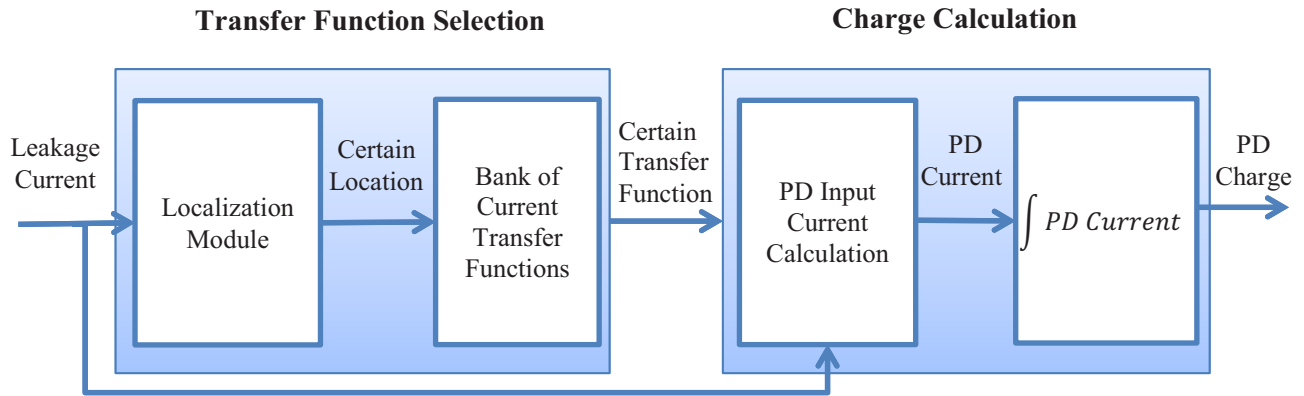 Transfer Function Selection
Charge Calculation
Leakage
Current
Localization
Module
Certain
Location
Bank of
Current
Transfer
Functions
Certain
Transfer
Function
PD Input
Current
Calculation
PD
Current
∫ PD Current
PD
Charge